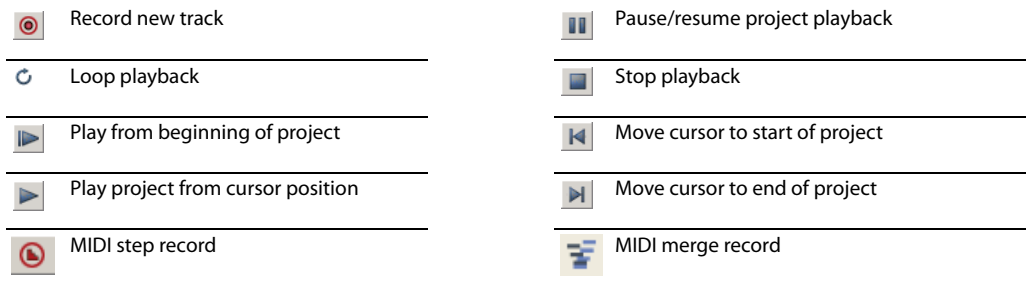 Record new track
Loop playback
Play from beginning of project
Play project from cursor position
MIDI step record
Pause/resume project playback
Stop playback
Move cursor to start of project
Move cursor to end of project
MIDI merge record